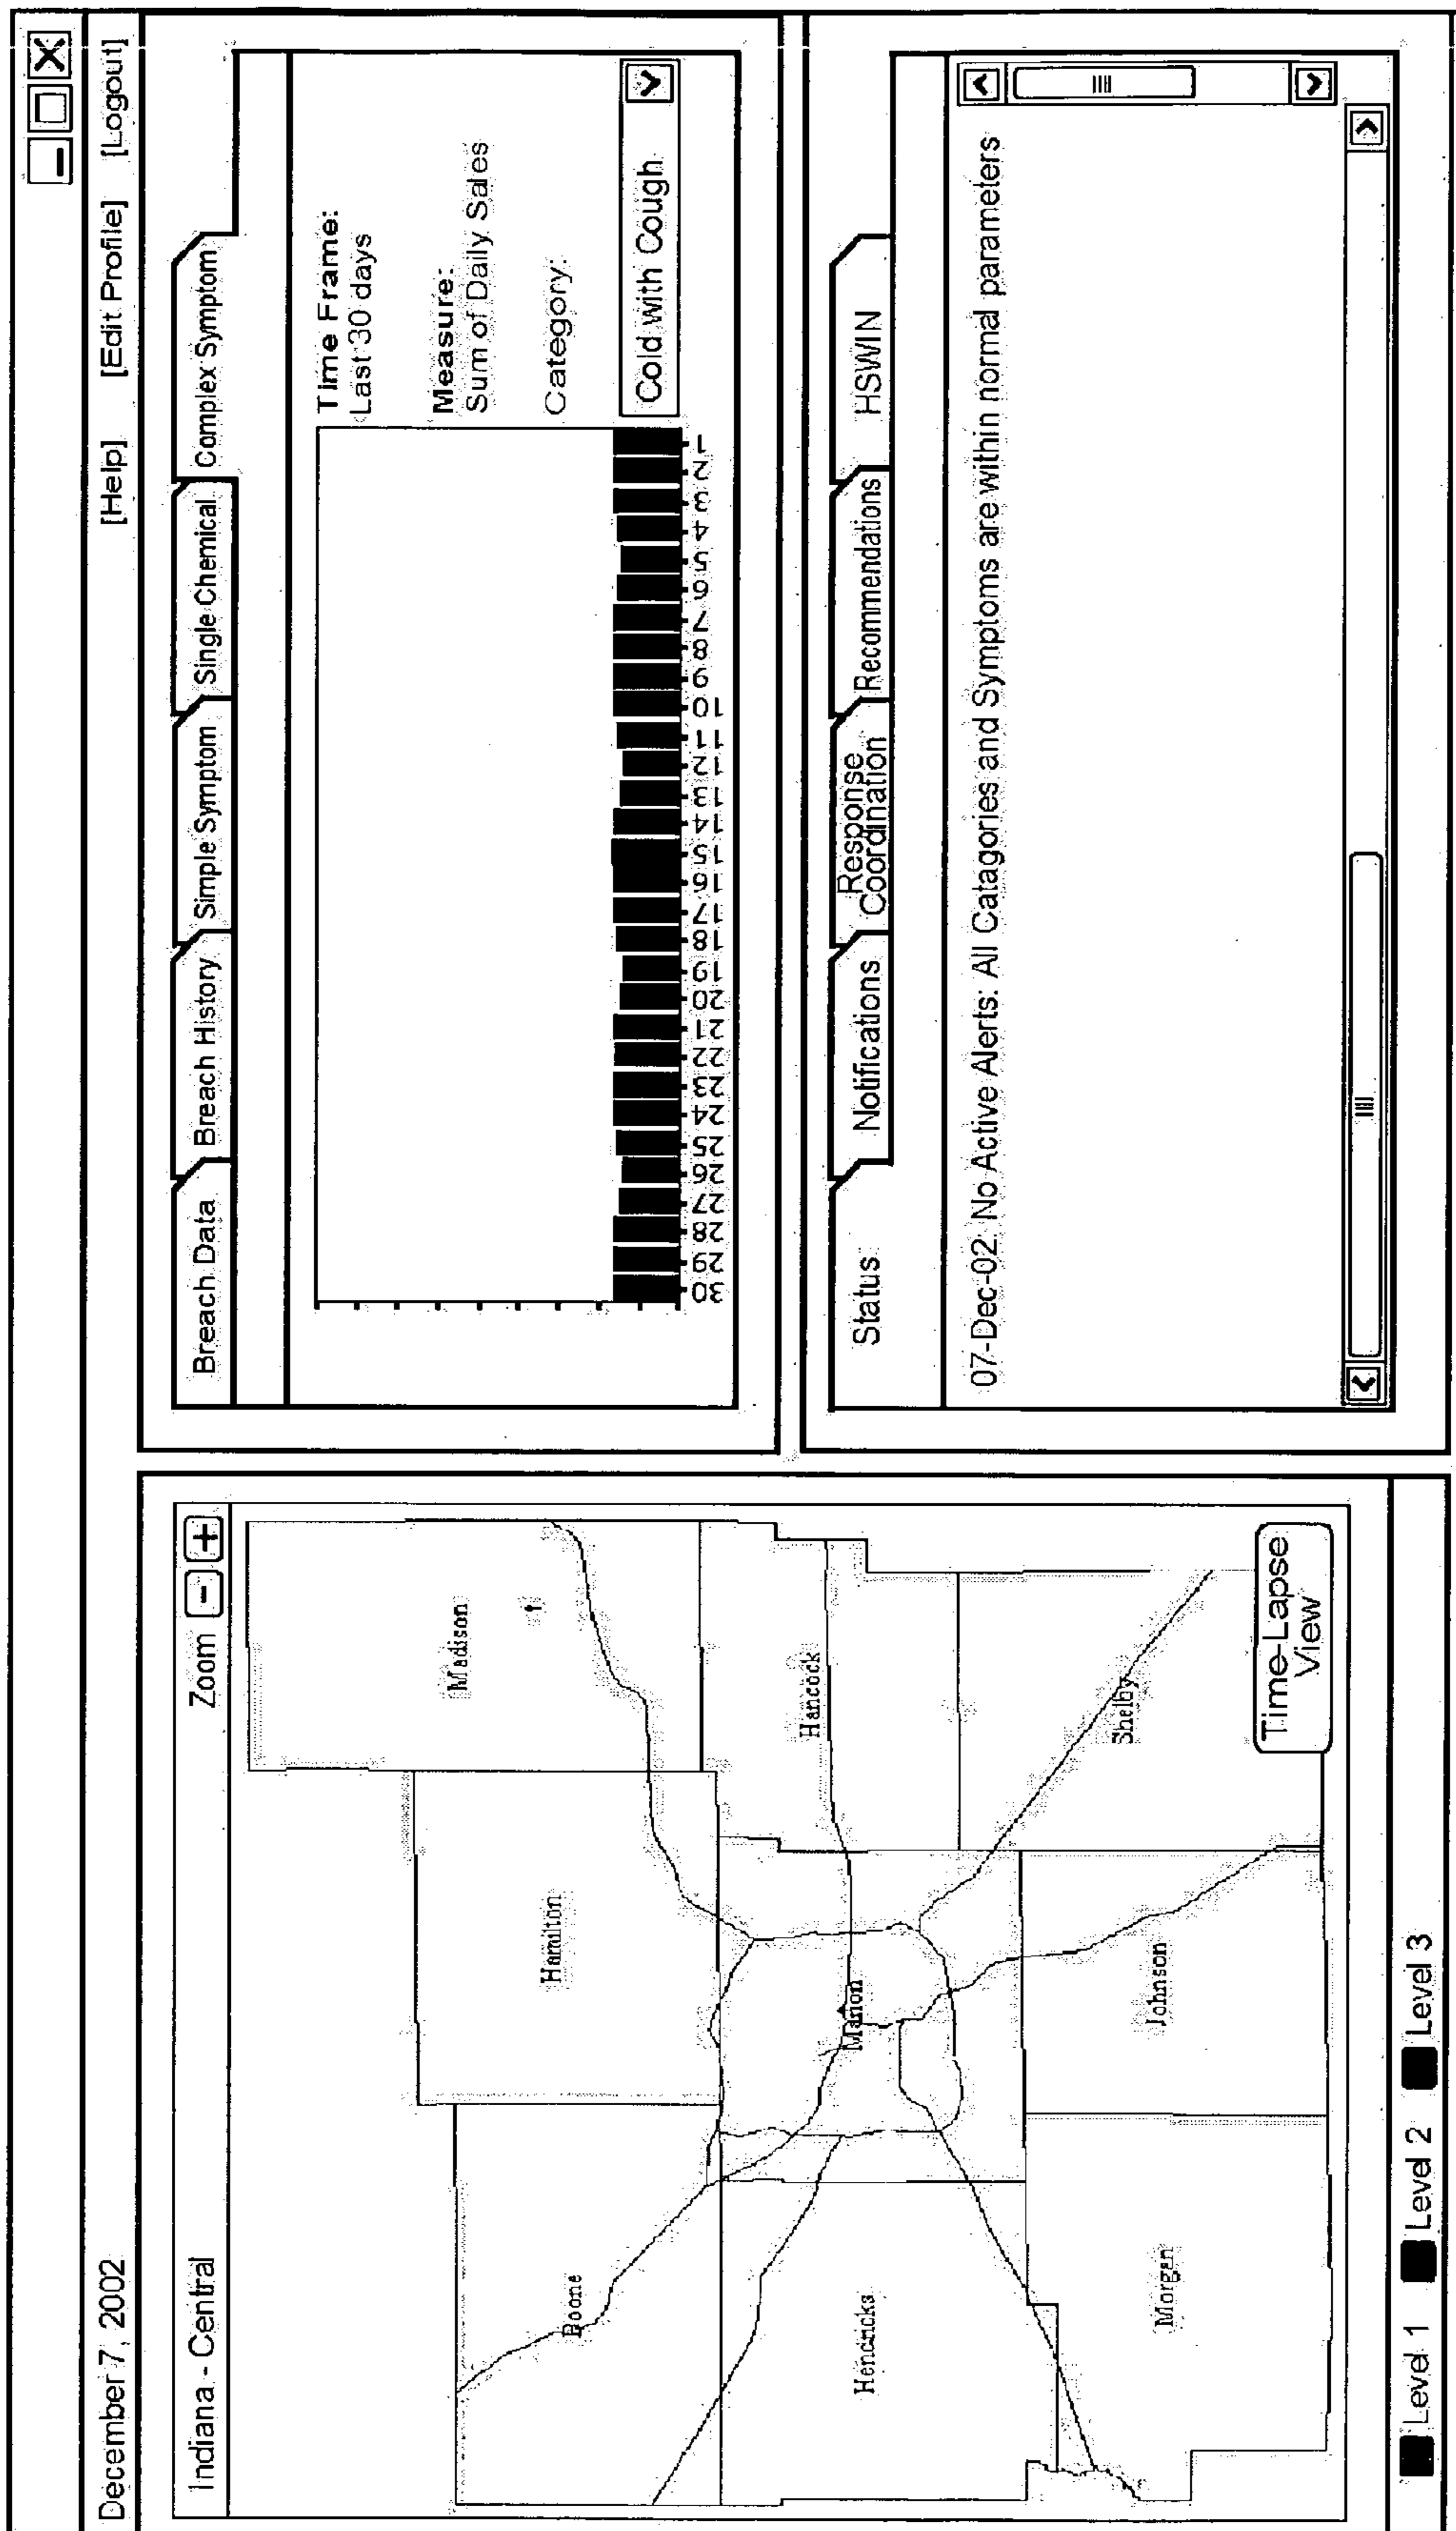 December 7, 2002
[Help] [Edit Profile] [Logout]
Indiana - Central
Zoom - +
Madison
Hamilton
Boone
Hancock
Marion
Hendricks
Shelby
Johnson
Morgan
Time-Lapse
View
Level 1 Level 2 Level 3
Breach Data Breach History Simple Symptom Single Chemical Complex Symptom
Time Frame:
Last 30 days
Measure:
Sum of Daily Sales
Category:
Cold with Cough
30 29 28 27 26 25 24 23 22 21 20 19 18 17 16 15 14 13 12 11 10 9 8 7 6 5 4 3 2 1
Status Notifications Response Coordination Recommendations HSWIN
07-Dec-02: No Active Alerts: All Catagories and Symptoms are within normal parameters